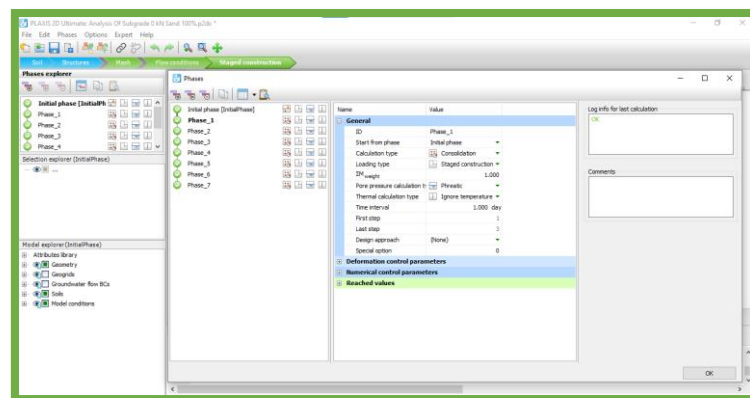 PLAXIS 2D Ultimate: Analysis Of Subgrade 0 kN Sand 100%.p2dx *
File Edit Phases Options Expert Help
Soil Structures Mesh Flow conditions Staged construction
Phases explorer
Initial phase [InitialPh
Phase_1
Phase_2
Phase_3
Phase_4
Selection explorer (InitialPhase)
...
Model explorer (InitialPhase)
Attributes library
Geometry
Geogrids
Groundwater flow BCs
Soils
Model conditions
Phases
Initial phase [InitialPhase]
Phase_1
Phase_2
Phase_3
Phase_4
Phase_5
Phase_6
Phase_7
Name Value
General
ID Phase_1
Start from phase Initial phase
Calculation type Consolidation
Loading type Staged construction
ΣM weight 1.000
Pore pressure calculation t Phreatic
Thermal calculation type Ignore temperature
Time interval 1.000 day
First step 1
Last step 3
Design approach (None)
Special option 0
Deformation control parameters
Numerical control parameters
Reached values
Log info for last calculation
OK
Comments
OK